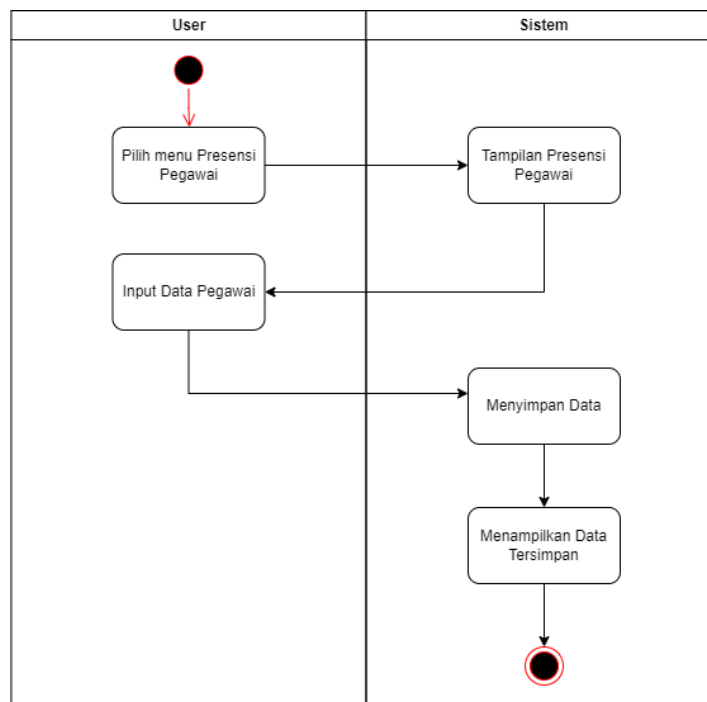 User
Sistem
Pilih menu Presensi
Pegawai
Tampilan Presensi
Pegawai
Input Data Pegawai
Menyimpan Data
Menampilkan Data
Tersimpan